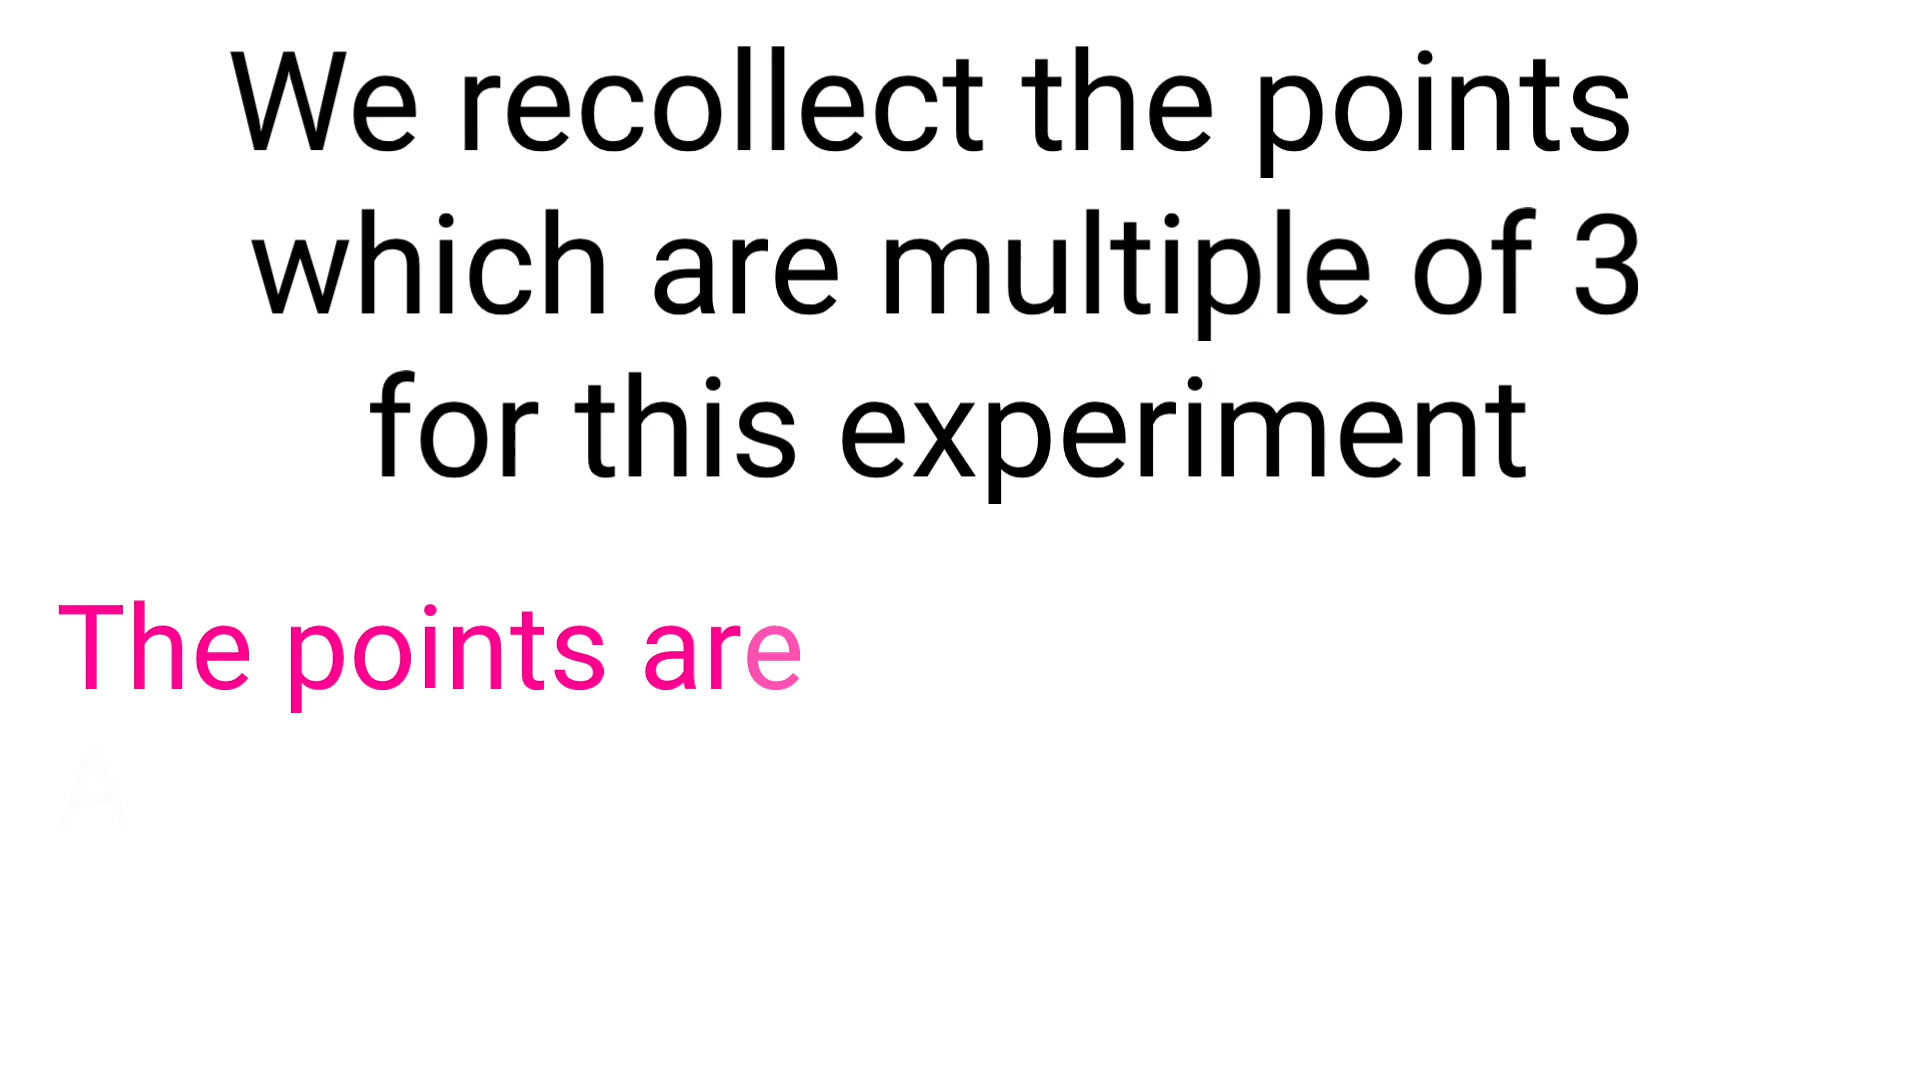 We recollect the points
which are multiple of 3
for this experiment
The points are
A